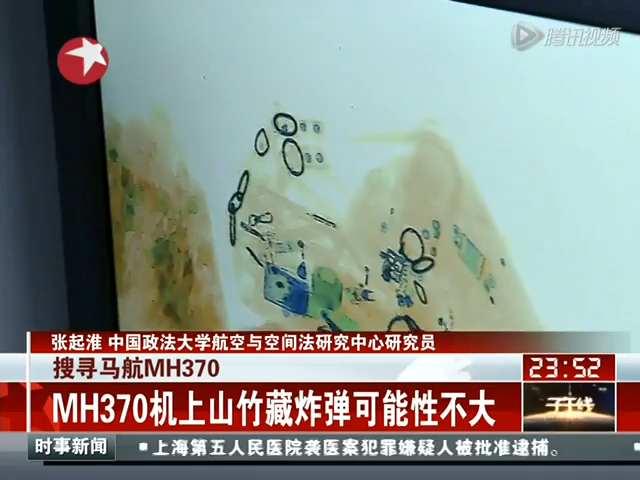 腾讯视频
张起淮 中国政法大学航空与空间法研究中心研究员
搜寻马航MH370
23:52
MH370机上山竹藏炸弹可能性不大
子午线
时事新闻
上海第五人民医院袭医案犯罪嫌疑人被批准逮捕。